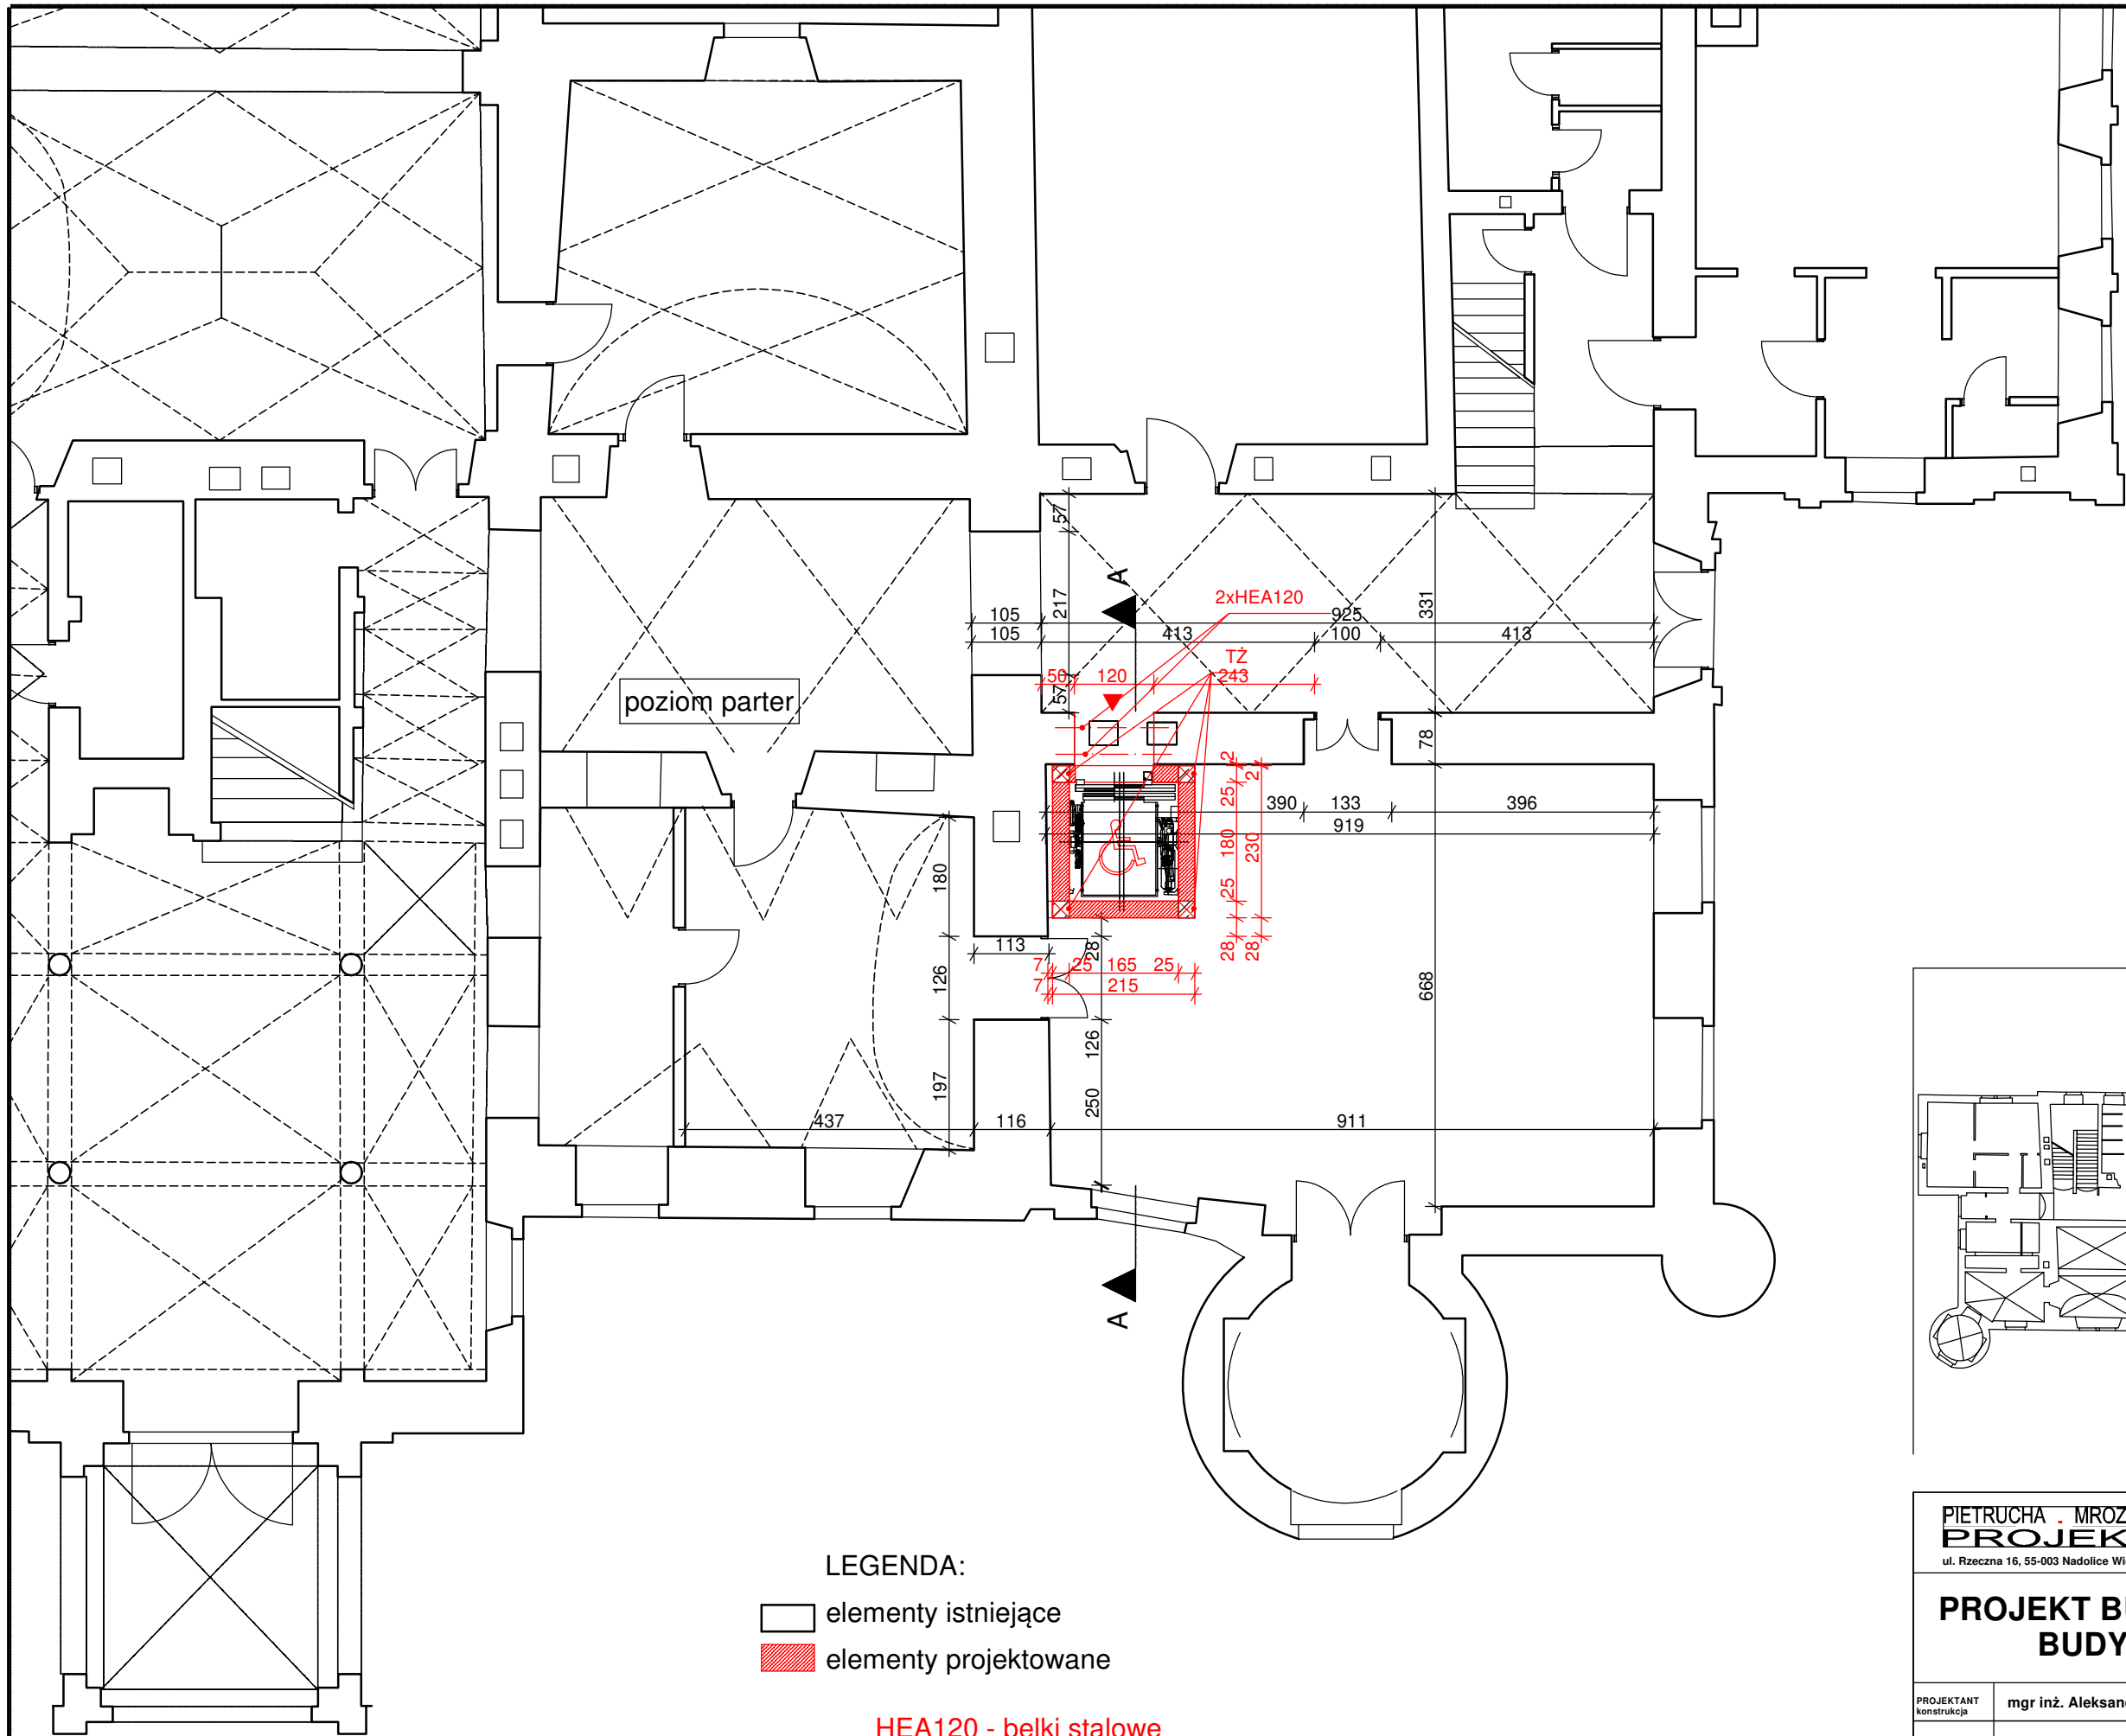 57
217
57
A
105
105
2xHEA120
925
413
100
413
331
TŻ
50
120
243
poziom parter
78
2
2
25
180
25
230
28
28
390
133
396
919
180
126
197
113
28
126
250
7
25
165
25
7
215
668
437
116
911
A
LEGENDA:
elementy istniejące
elementy projektowane
HEA120 - belki stalowe
PIETRUCHA . MROZ
PROJEK
ul. Rzeczna 16, 55-003 Nadolice Wi
PROJEKT B
BUDY
PROJEKTANT
konstrukcja
mgr inż. Aleksan